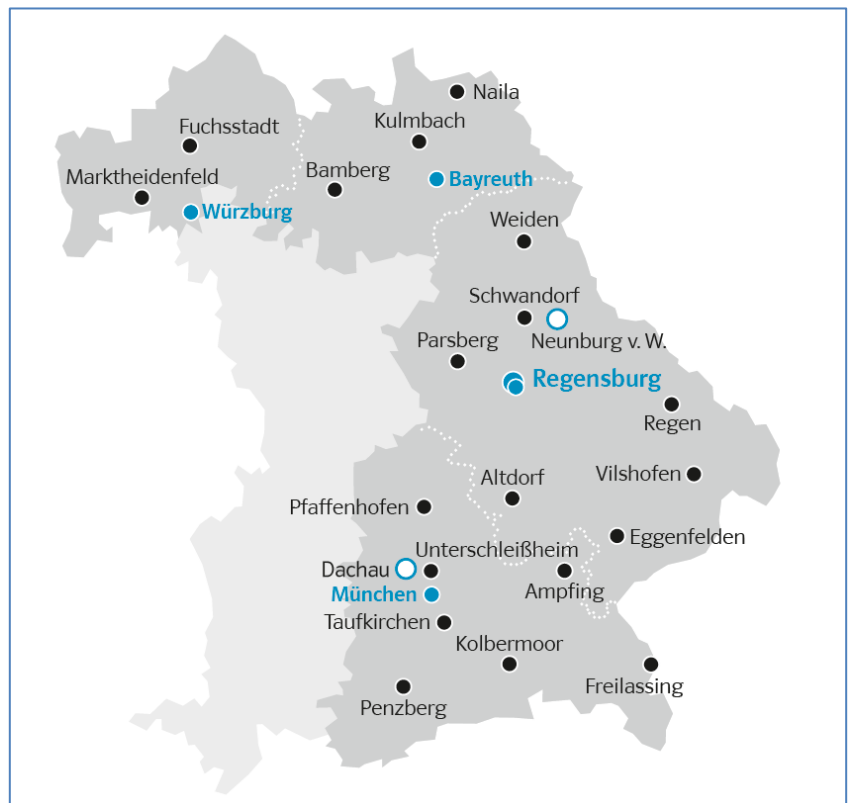 Naila
Kulmbach
Fuchsstadt
Bamberg
Bayreuth
Marktheidenfeld
Würzburg
Weiden
Schwandorf
Neunburg v. W.
Parsberg
Regensburg
Regen
Altdorf
Vilshofen
Pfaffenhofen
Eggenfelden
Unterschleißheim
Dachau
Ampfing
München
Taufkirchen
Kolbermoor
Freilassing
Penzberg